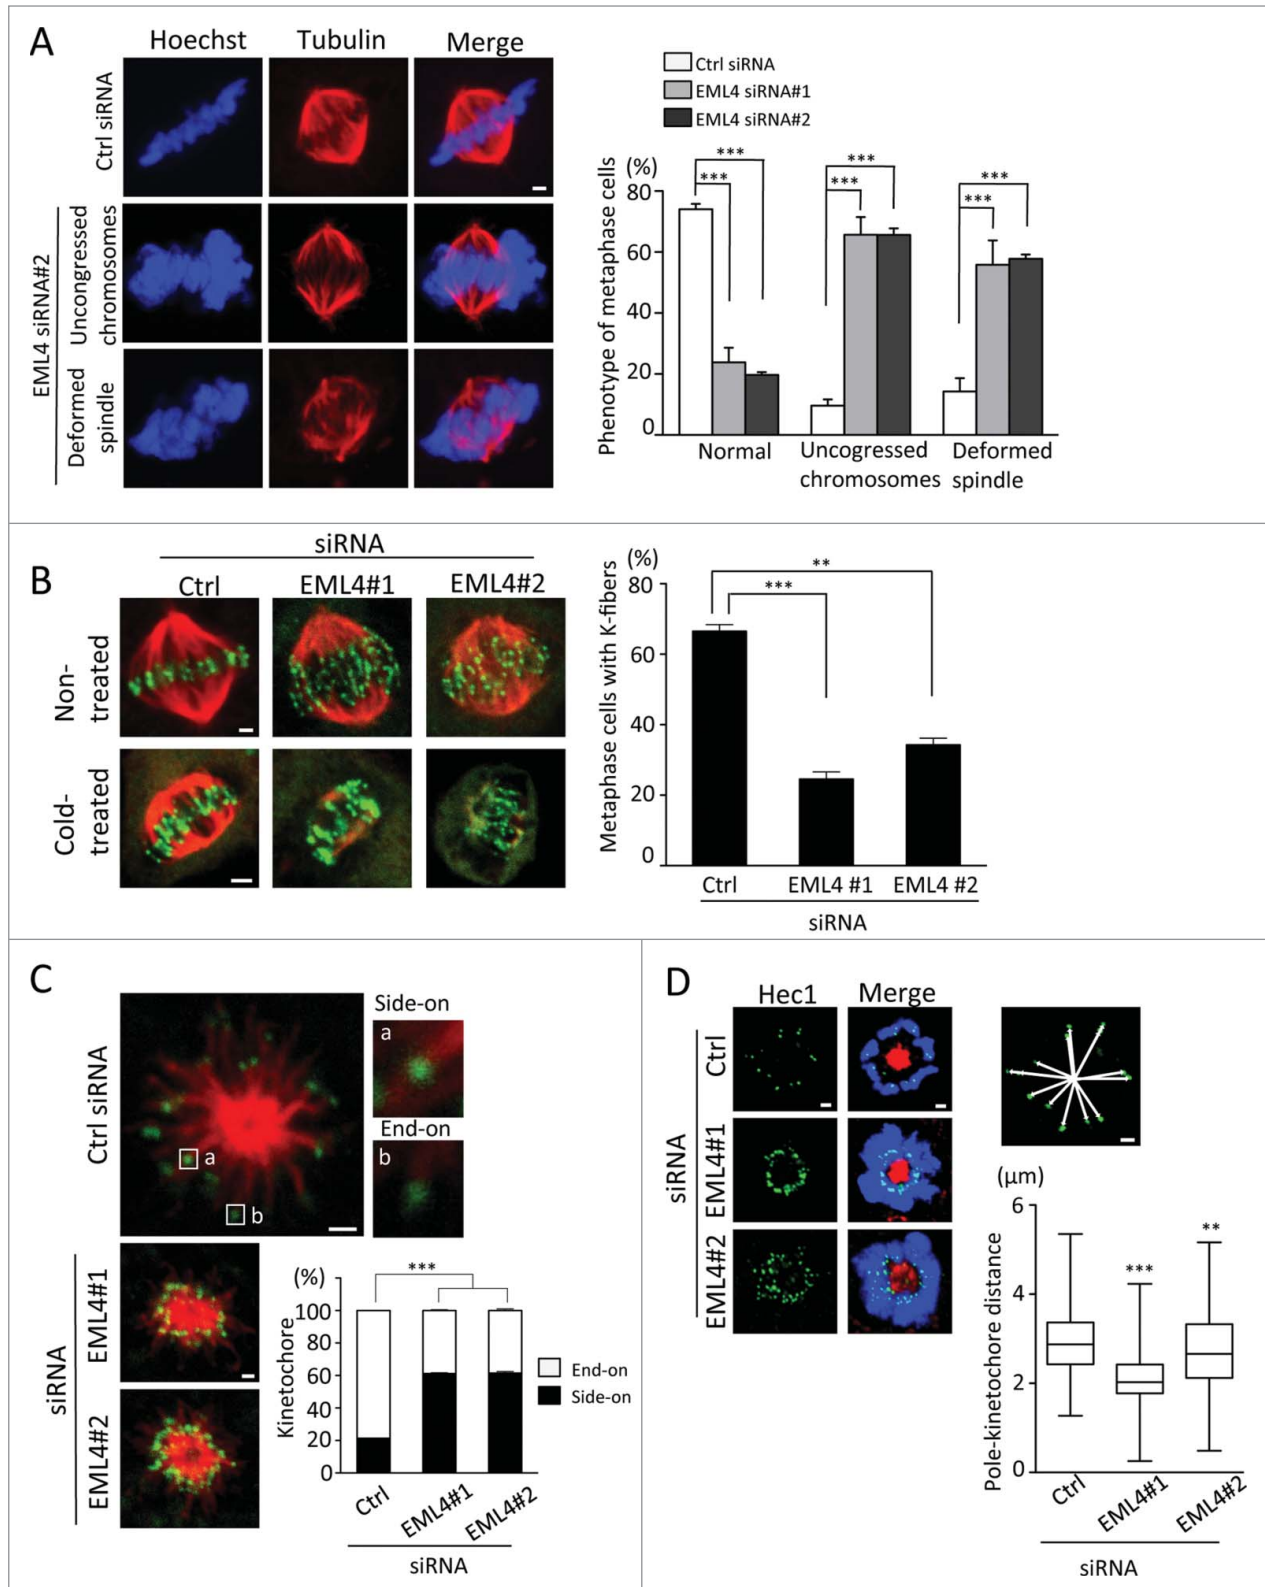 A
Hoechst Tubulin Merge
Ctrl siRNA
EML4 siRNA#2
Uncongressed
chromosomes
Deformed
spindle
Ctrl siRNA
EML4 siRNA#1
EML4 siRNA#2
(%)
Phenotype of metaphase cells
80
60
40
20
0
*** *** ***
*** *** ***
Normal
Uncogressed
chromosomes
Deformed
spindle
B
siRNA
Ctrl EML4#1 EML4#2
Non-
treated
Cold-
treated
(%)
Metaphase cells with K-fibers
80
60
40
20
0
**
***
Ctrl EML4 #1 EML4 #2
siRNA
C
Ctrl siRNA
a
b
Side-on
a
End-on
b
siRNA
EML4#1
EML4#2
(%)
Kinetochore
100
80
60
40
20
0
***
End-on
Side-on
Ctrl EML4#1 EML4#2
siRNA
D
Hec1 Merge
siRNA
Ctrl
EML4#1
EML4#2
(μm)
Pole-kinetochore distance
6
4
2
0
*** **
Ctrl EML4#1 EML4#2
siRNA